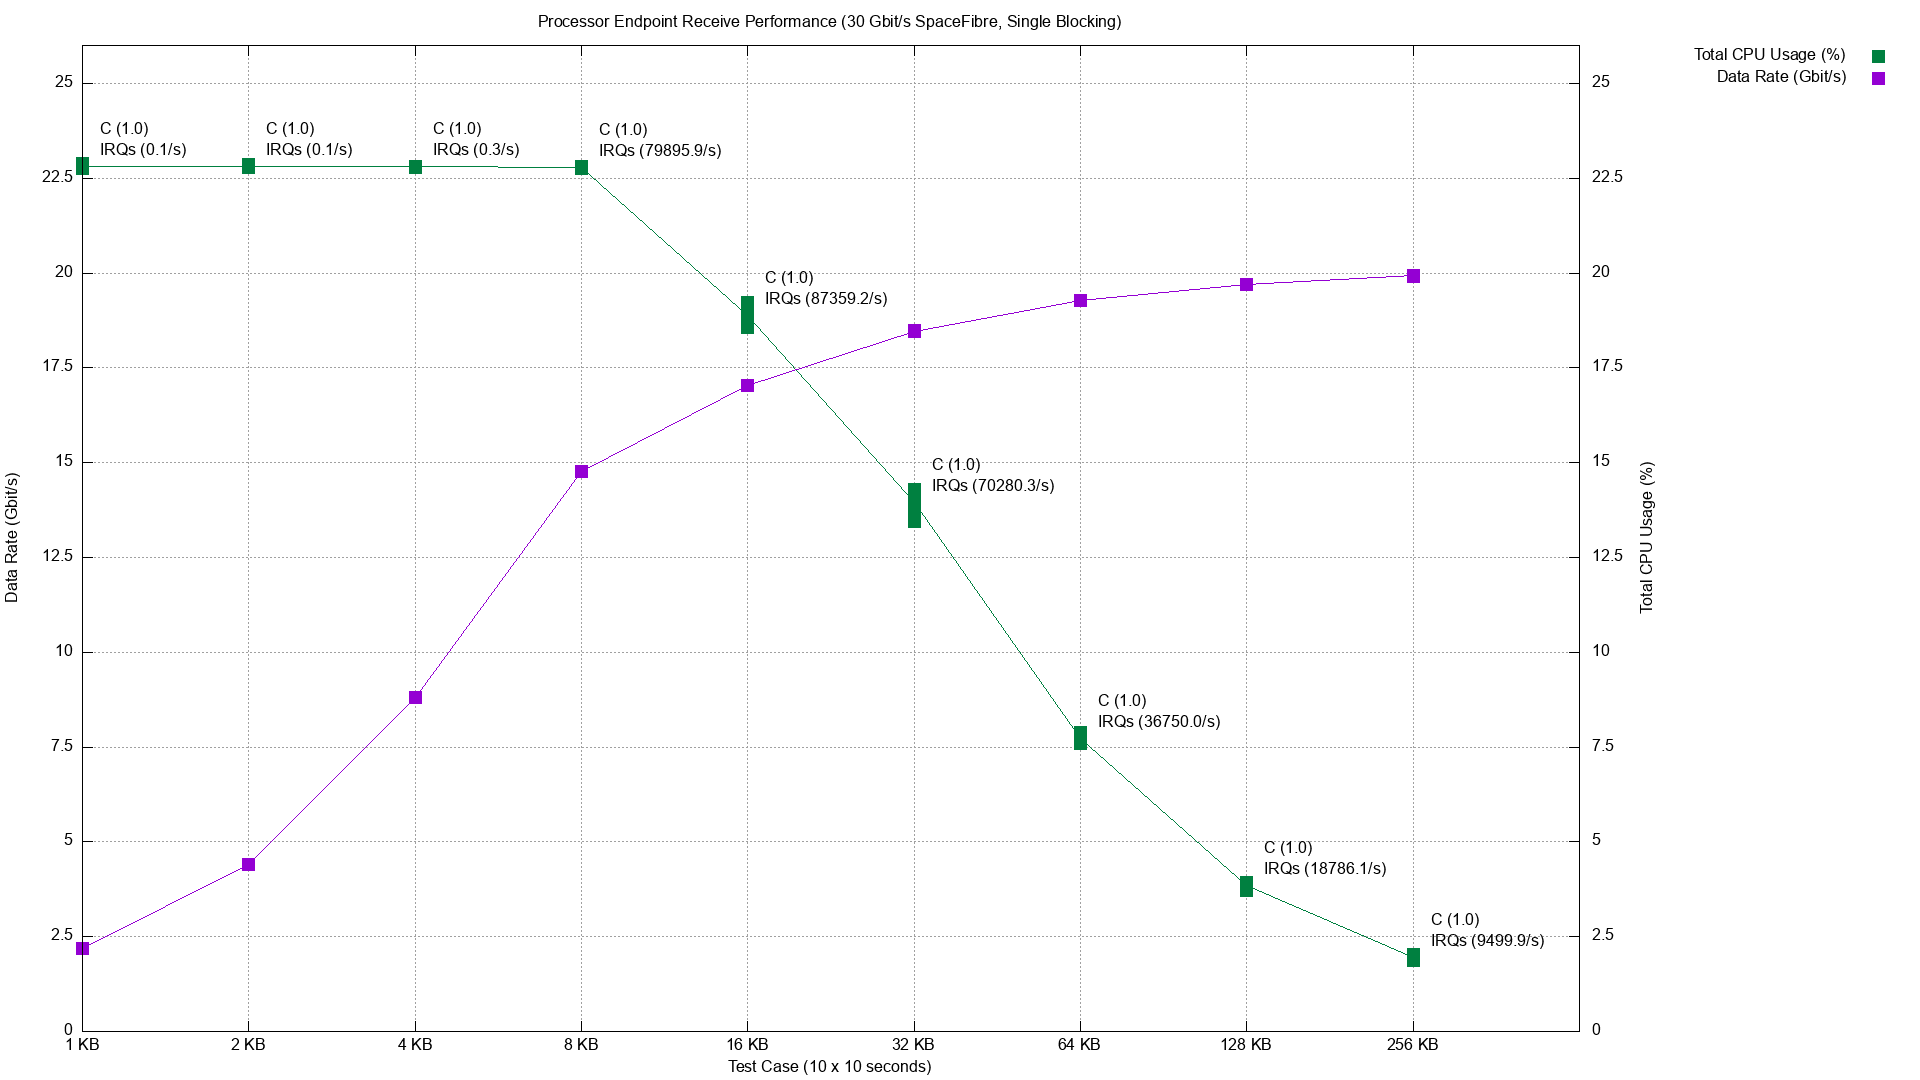 Processor Endpoint Receive Performance (30 Gbit/s SpaceFibre, Single Blocking)
Total CPU Usage (%)
Data Rate (Gbit/s)
25
22.5
20
17.5
15
12.5
10
7.5
5
2.5
0
Data Rate (Gbit/s)
C (1.0)
IRQs (0.1/s)
C (1.0)
IRQs (0.1/s)
C (1.0)
IRQs (0.3/s)
C (1.0)
IRQs (79895.9/s)
C (1.0)
IRQs (87359.2/s)
C (1.0)
IRQs (70280.3/s)
C (1.0)
IRQs (36750.0/s)
C (1.0)
IRQs (18786.1/s)
C (1.0)
IRQs (9499.9/s)
25
22.5
20
17.5
15
12.5
10
7.5
5
2.5
0
Total CPU Usage (%)
1 KB 2 KB 4 KB 8 KB 16 KB 32 KB 64 KB 128 KB 256 KB
Test Case (10 x 10 seconds)